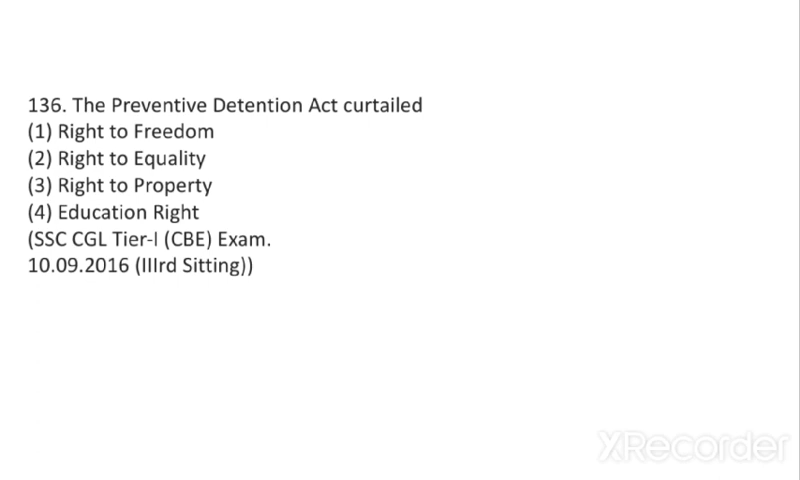 136. The Preventive Detention Act curtailed
(1) Right to Freedom
(2) Right to Equality
(3) Right to Property
(4) Education Right
(SSC CGL Tier-I (CBE) Exam.
10.09.2016 (IIIrd Sitting))
XRecorder